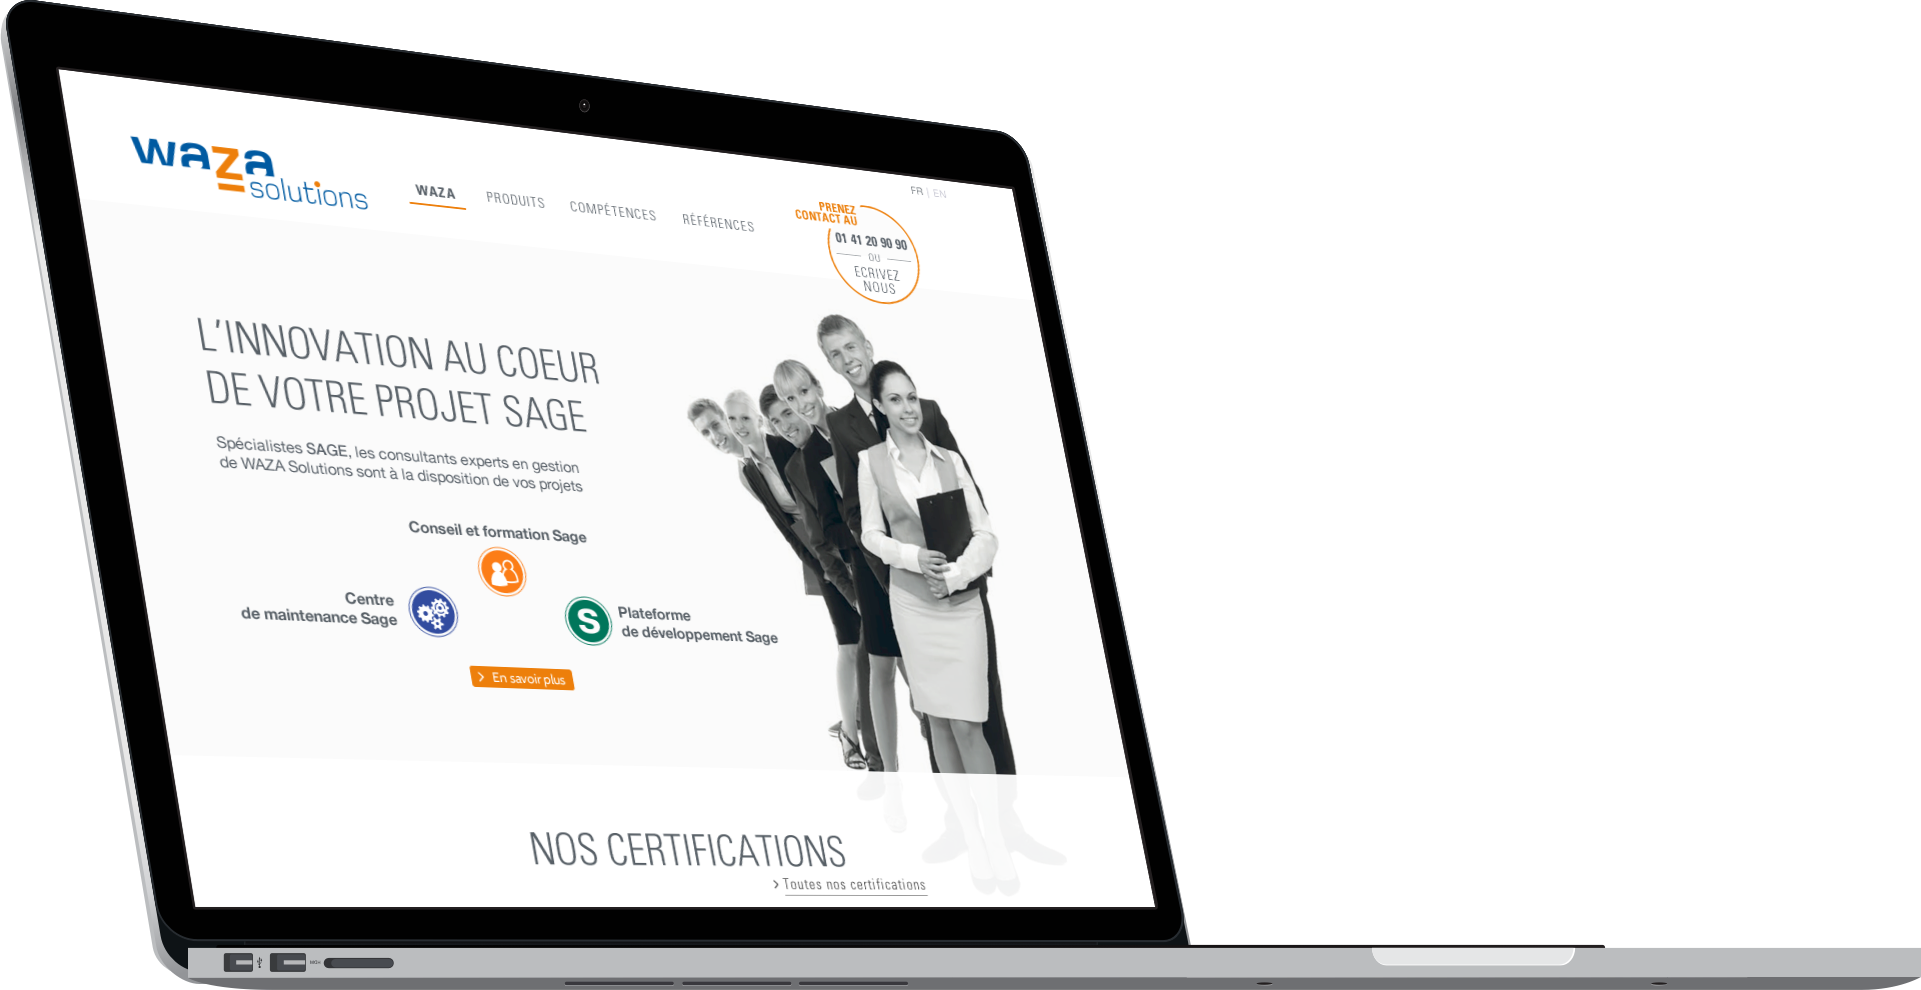 waza
solutions
WAZA
PRODUITS
COMPÉTENCES
RÉFÉRENCES
FR | EN
PRENEZ
CONTACT AU
01 41 20 90 90
OU
ECRIVEZ
NOUS
L'INNOVATION AU COEUR
DE VOTRE PROJET SAGE
Spécialistes SAGE, les consultants experts en gestion
de WAZA Solutions sont à la disposition de vos projets
Conseil et formation Sage
Centre
de maintenance Sage
S
Plateforme
de développement Sage
> En savoir plus
NOS CERTIFICATIONS
> Toutes nos certifications